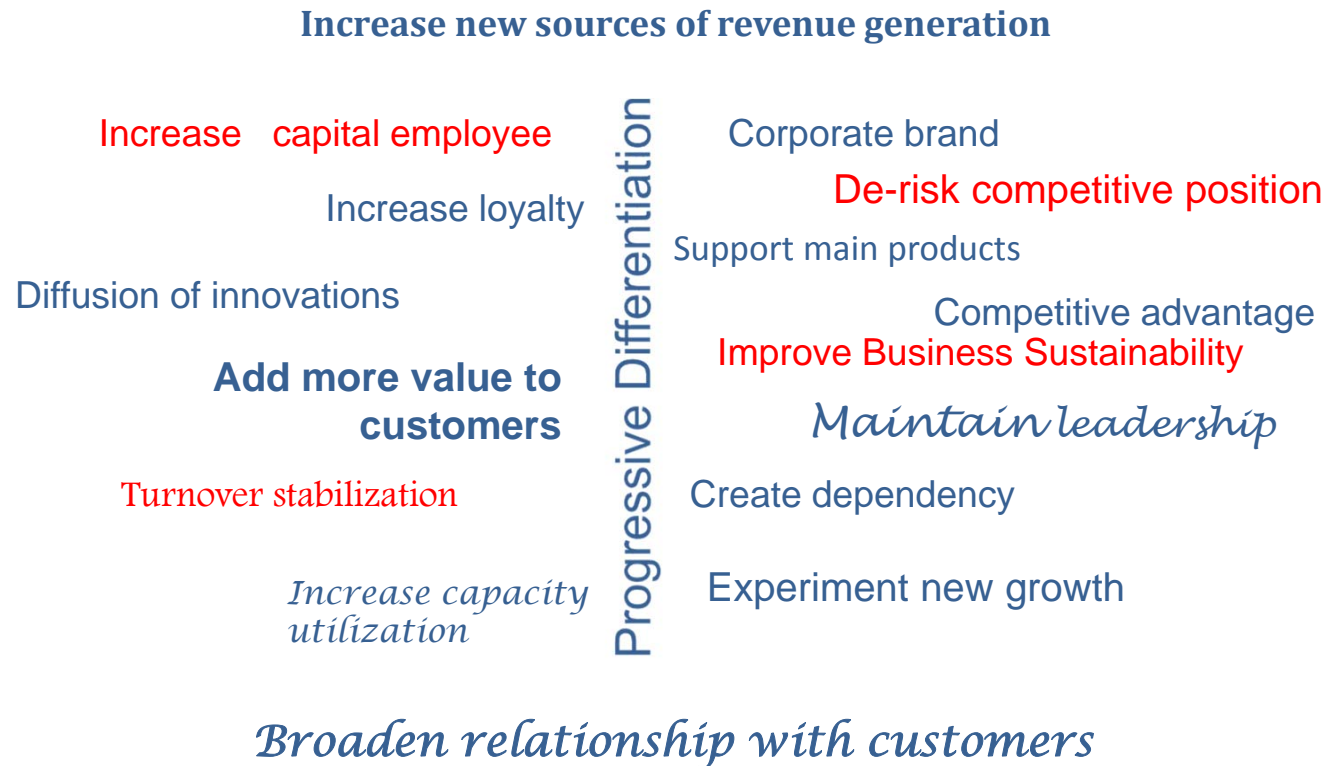 Increase new sources of revenue generation
Increase capital employee
Increase loyalty
Diffusion of innovations
Add more value to
customers
Turnover stabilization
Increase capacity
utilization
Progressive Differentiation
Corporate brand
De-risk competitive position
Support main products
Competitive advantage
Improve Business Sustainability
Maintain leadership
Create dependency
Experiment new growth
Broaden relationship with customers